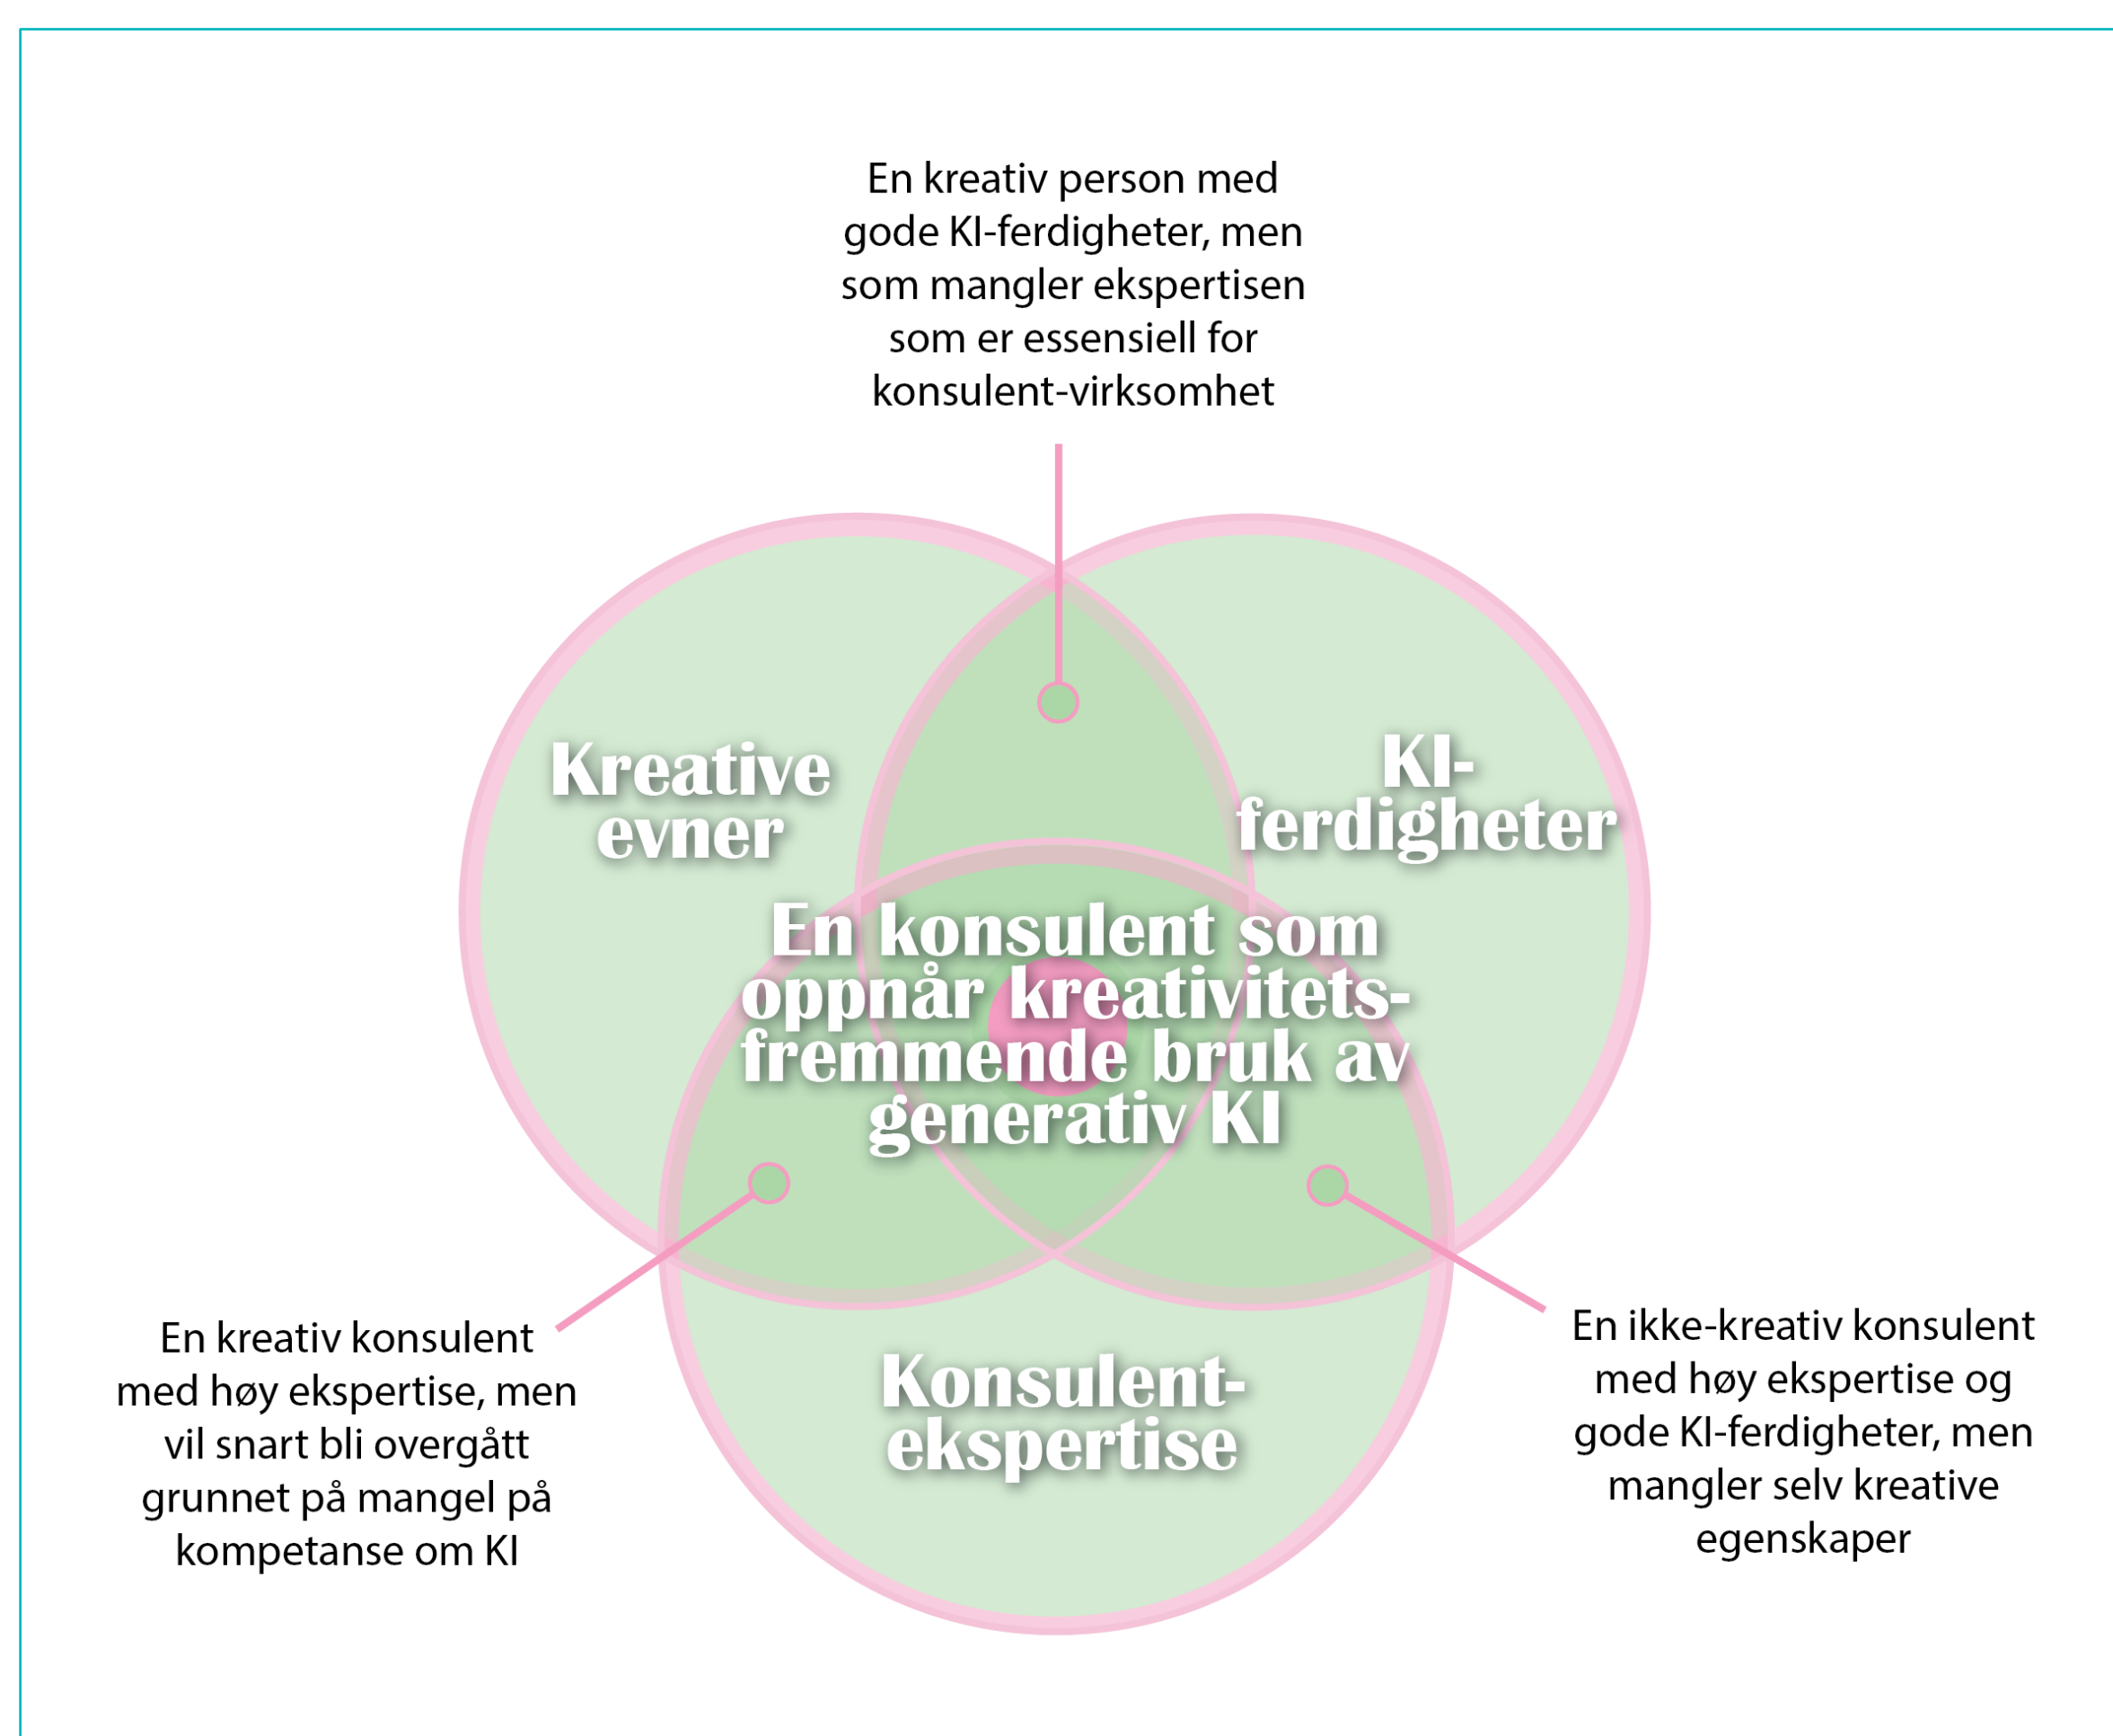 En kreativ person med
gode KI-ferdigheter, men
som mangler ekspertisen
som er essensiell for
konsulent-virksomhet
Kreative
evner
KI-
ferdigheter
En konsulent som
oppnår kreativitets-
fremmende bruk av
generativ KI
En kreativ konsulent
med høy ekspertise, men
vil snart bli overgått
grunnet på mangel på
kompetanse om KI
En ikke-kreativ konsulent
med høy ekspertise og
gode KI-ferdigheter, men
mangler selv kreative
egenskaper
Konsulent-
ekspertise